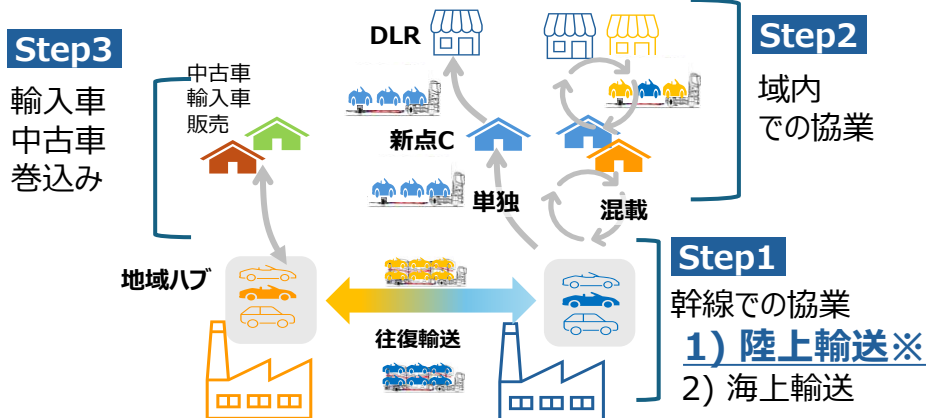 Step3
輸入車
中古車
巻込み
中古車
輸入車
販売
DLR
新点C
単独
混載
Step2
域内
での協業
地域ハブ
往復輸送
Step1
幹線での協業
1) 陸上輸送※
2) 海上輸送